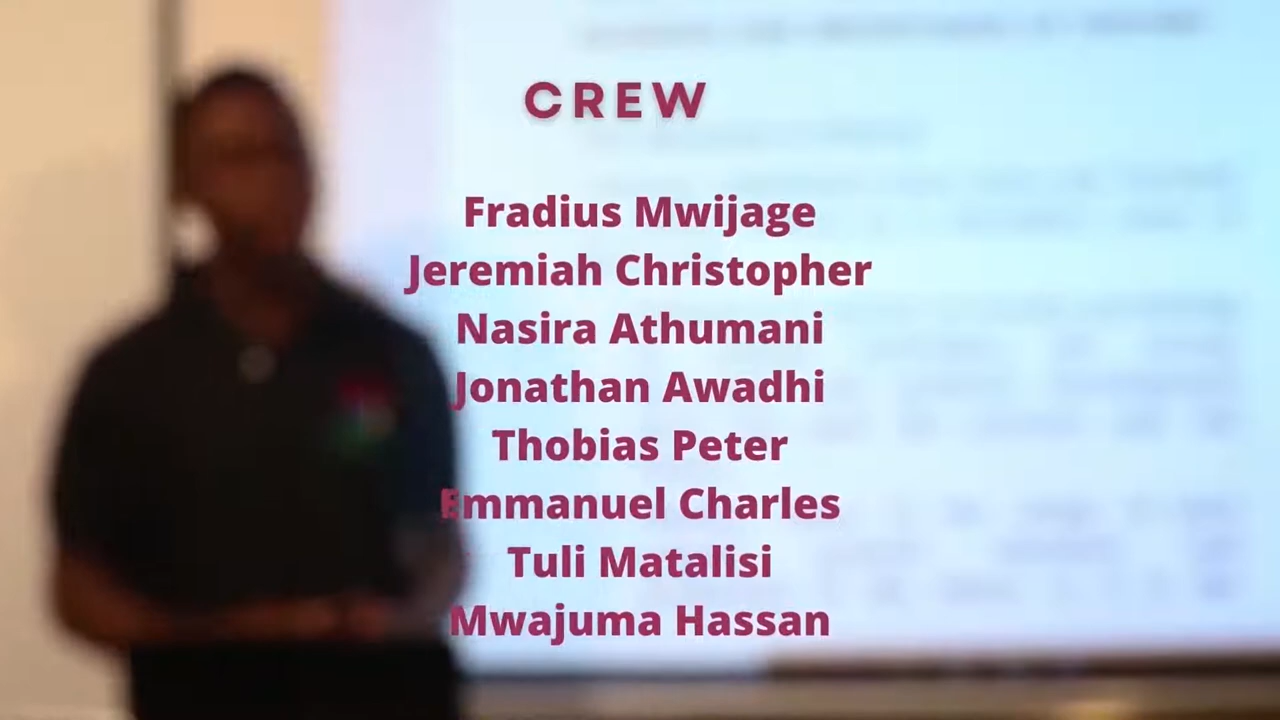 CREW
Fradius Mwijage
Jeremiah Christopher
Nasira Athumani
Jonathan Awadhi
Thobias Peter
Emmanuel Charles
Tuli Matalisi
Mwajuma Hassan